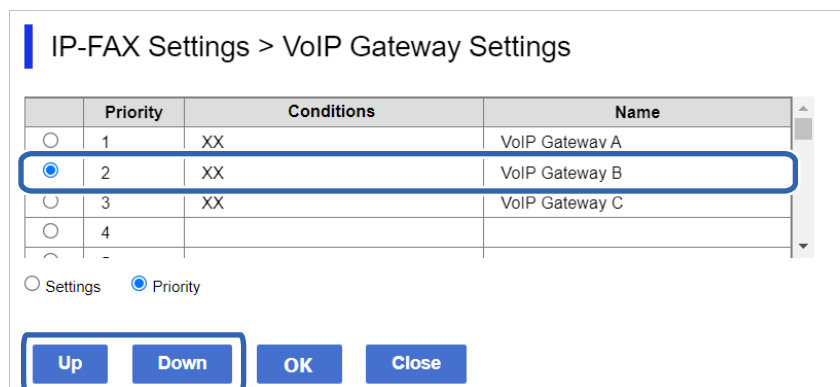 IP-FAX Settings > VoIP Gateway Settings
Priority Conditions Name
1 XX VoIP Gateway A
2 XX VoIP Gateway B
3 XX VoIP Gateway C
4
Settings Priority
Up Down OK Close